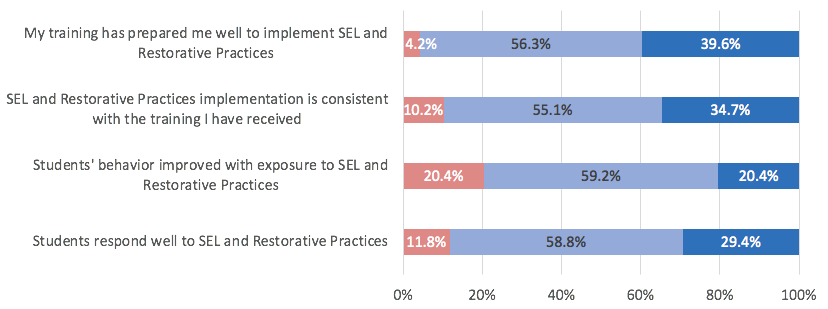 My training has prepared me well to implement SEL and
Restorative Practices
4.2% 56.3% 39.6%
SEL and Restorative Practices implementation is consistent
with the training I have received
10.2% 55.1% 34.7%
Students' behavior improved with exposure to SEL and
Restorative Practices
20.4% 59.2% 20.4%
Students respond well to SEL and Restorative Practices
11.8% 58.8% 29.4%
0% 20% 40% 60% 80% 100%